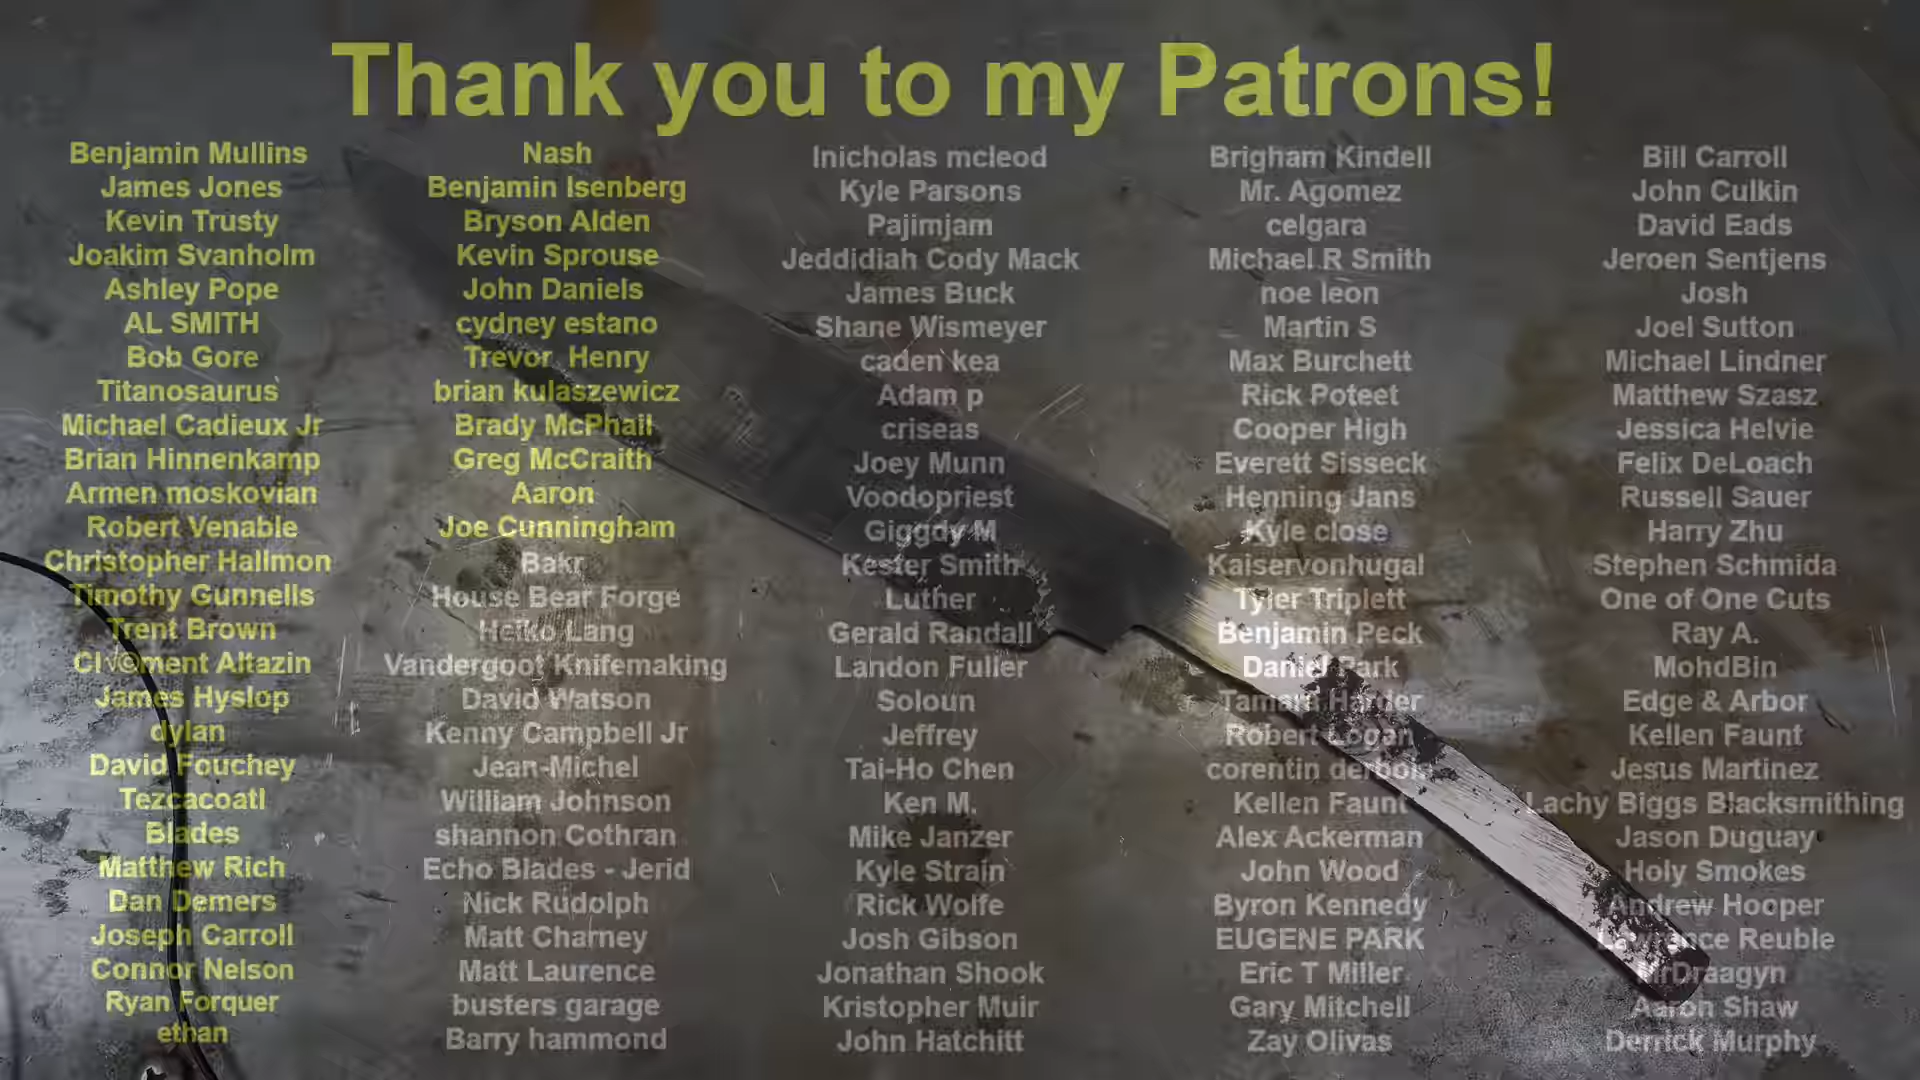 Thank you to my Patrons!
Benjamin Mullins
James Jones
Kevin Trusty
Joakim Svanholm
Ashley Pope
AL SMITH
Bob Gore
Titanosaurus`
Michael Cadieux Jr
Brian Hinnenkamp
Armen moskovian
Robert Venable
Christopher Hallmon
Timothy Gunnells
Trent Brown
Cl√©ment Altazin
James Hyslop
dylan
David Fouchey
Tezcacoatl
Blades
Matthew Rich
Dan Demers
Joseph Carroll
Connor Nelson
Ryan Forquer
ethan
Nash
Benjamin Isenberg
Bryson Alden
Kevin Sprouse
John Daniels
cydney estano
Trevor Henry
brian kulaszewicz
Brady McPhail
Greg McCraith
Aaron
Joe Cunningham
Bakr
House Bear Forge
Heiko Lang
Vandergoot Knifemaking
David Watson
Kenny Campbell Jr
Jean-Michel
William Johnson
shannon Cothran
Echo Blades - Jerid
Nick Rudolph
Matt Charney
Matt Laurence
busters garage
Barry hammond
Inicholas mcleod
Kyle Parsons
Pajimjam
Jeddidiah Cody Mack
James Buck
Shane Wismeyer
caden kea
Adam p
criseas
Joey Munn
Voodopriest
Giggdy M
Kester Smith
Luther
Gerald Randall
Landon Fuller
Soloun
Jeffrey
Tai-Ho Chen
Ken M.
Mike Janzer
Kyle Strain
Rick Wolfe
Josh Gibson
Jonathan Shook
Kristopher Muir
John Hatchitt
Brigham Kindell
Mr. Agomez
celgara
Michael R Smith
noe leon
Martin S
Max Burchett
Rick Poteet
Cooper High
Everett Sisseck
Henning Jans
Kyle close
Kaiservonhugal
Tyler Triplett
Benjamin Peck
Daniel Park
Tamara Harder
Robert Logan
corentin
Kellen Faunt
Alex Ackerman
John Wood
Byron Kennedy
EUGENE PARK
Eric T Miller
Gary Mitchell
Zay Olivas
Bill Carroll
John Culkin
David Eads
Jeroen Sentjens
Josh
Joel Sutton
Michael Lindner
Matthew Szasz
Jessica Helvie
Felix DeLoach
Russell Sauer
Harry Zhu
Stephen Schmida
One of One Cuts
Ray A.
MohdBin
Edge & Arbor
Kellen Faunt
Jesus Martinez
Lachy Biggs Blacksmithing
Jason Duguay
Holy Smokes
Andrew Hooper
Lawrence Reuble
MrDraagyn
Aaron Shaw
Derrick Murphy